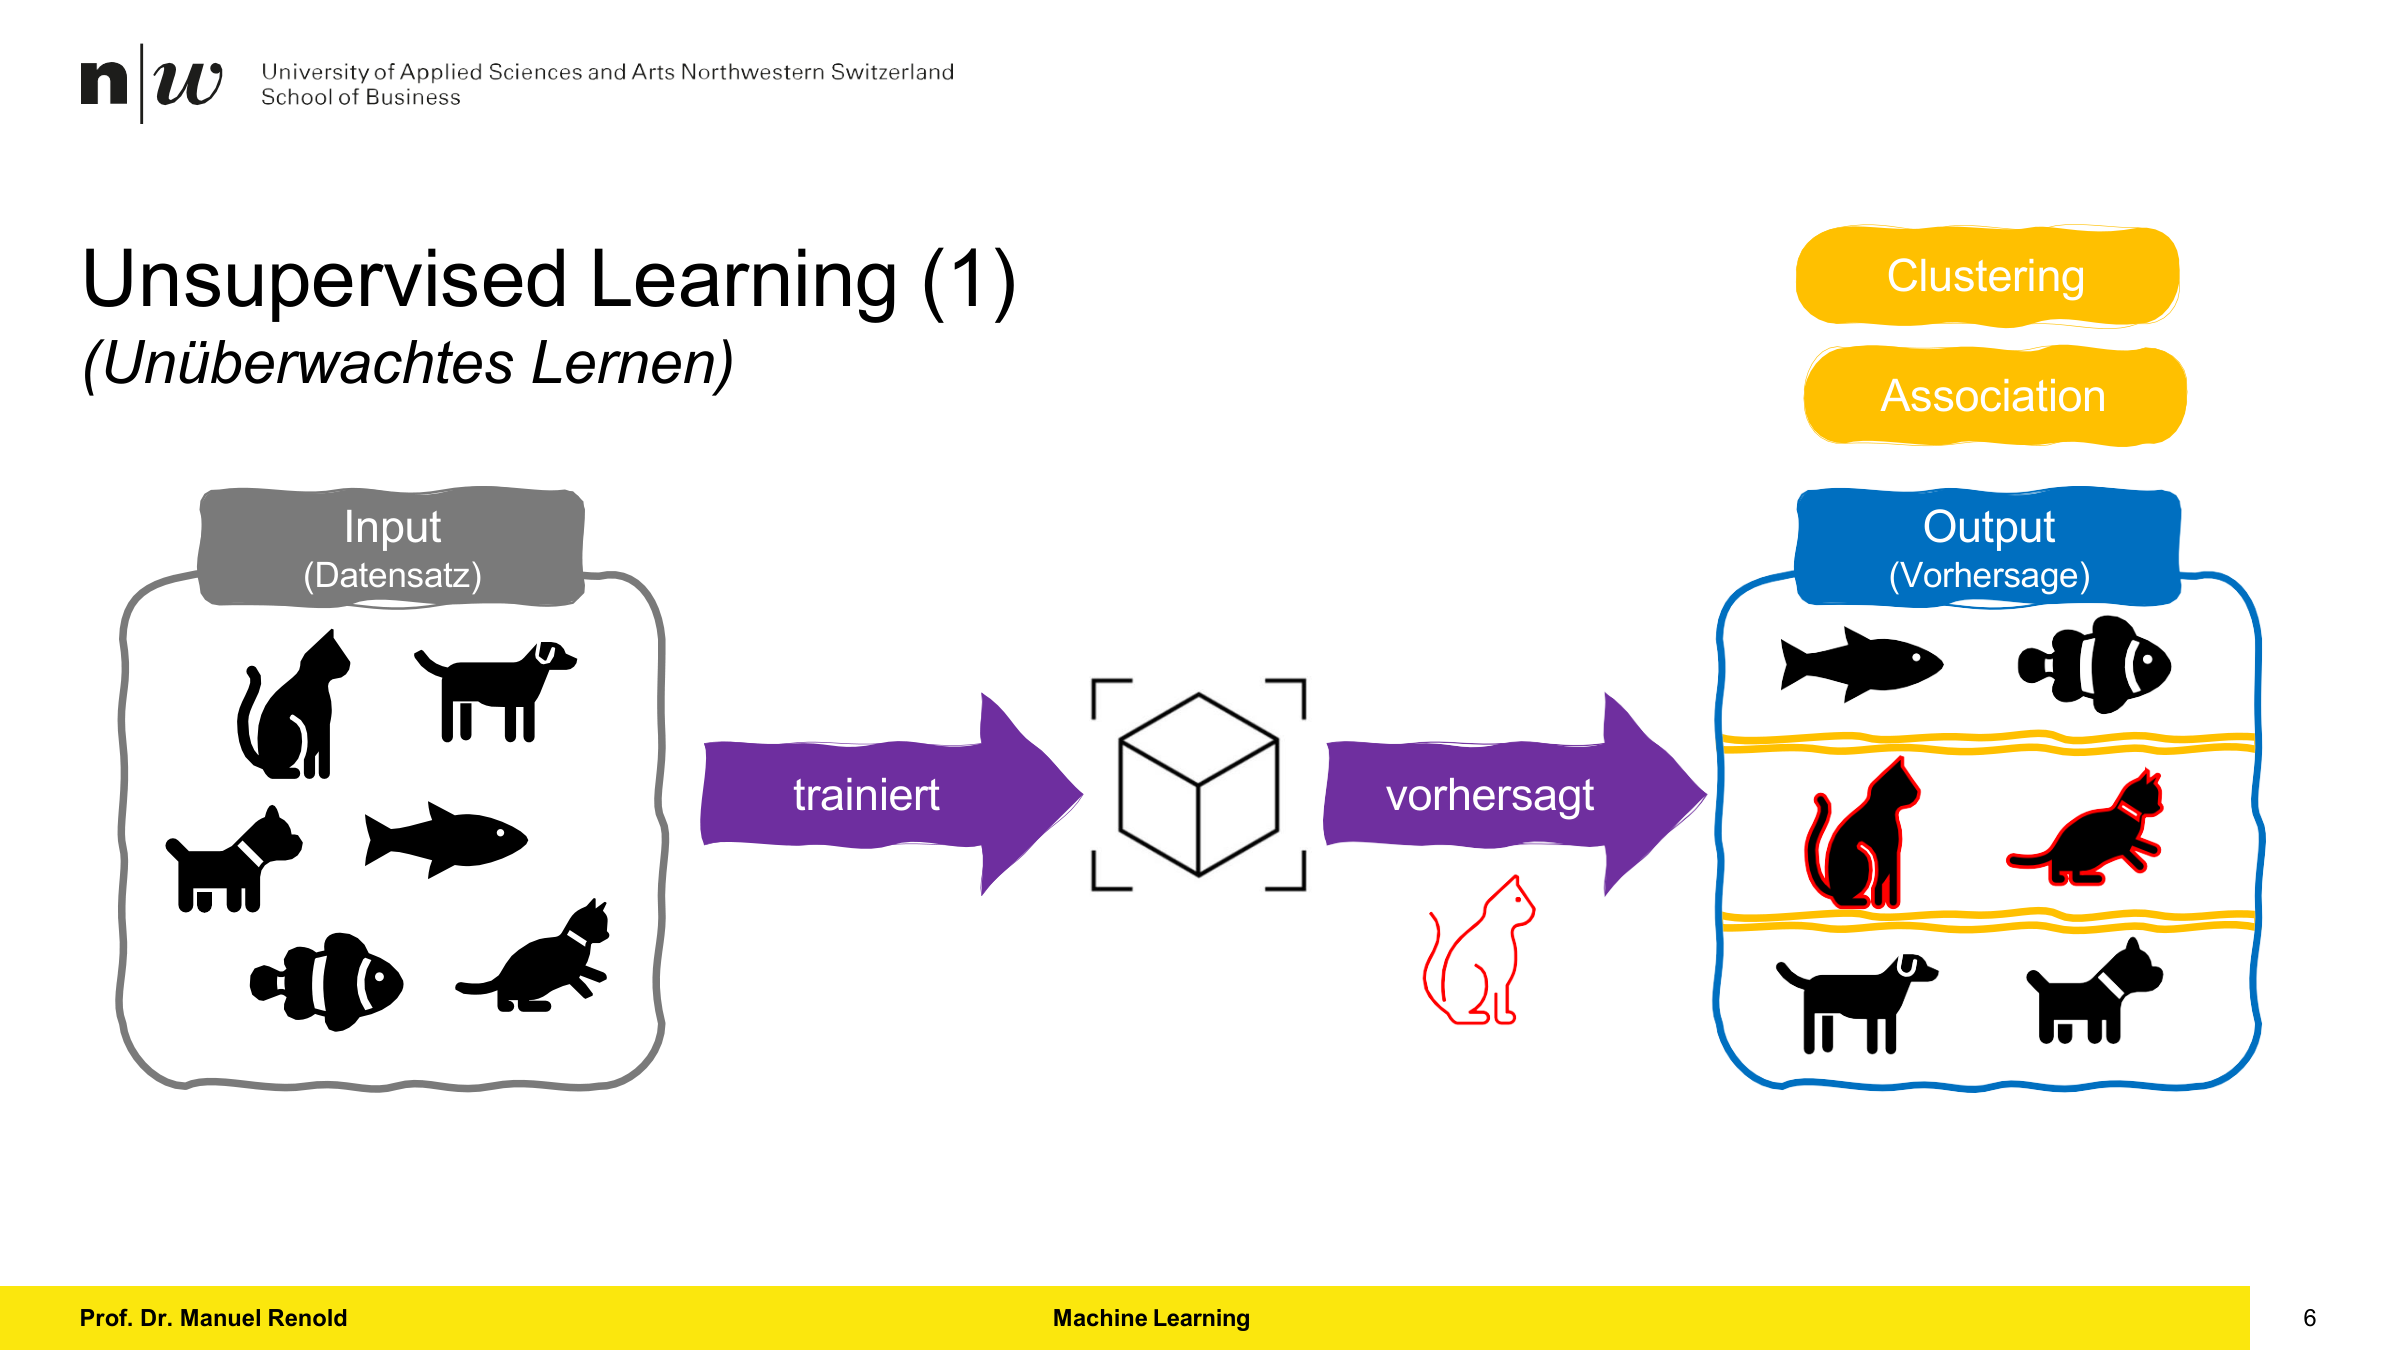 n|w
University of Applied Sciences and Arts Northwestern Switzerland
School of Business
Unsupervised Learning (1)
(Unüberwachtes Lernen)
Clustering
Association
Input
(Datensatz)
trainiert
vorhersagt
Output
(Vorhersage)
Prof. Dr. Manuel Renold
Machine Learning
6